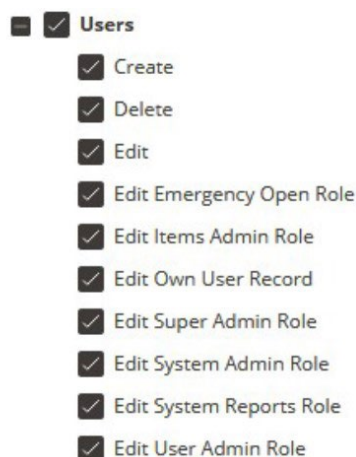 Users
Create
Delete
Edit
Edit Emergency Open Role
Edit Items Admin Role
Edit Own User Record
Edit Super Admin Role
Edit System Admin Role
Edit System Reports Role
Edit User Admin Role